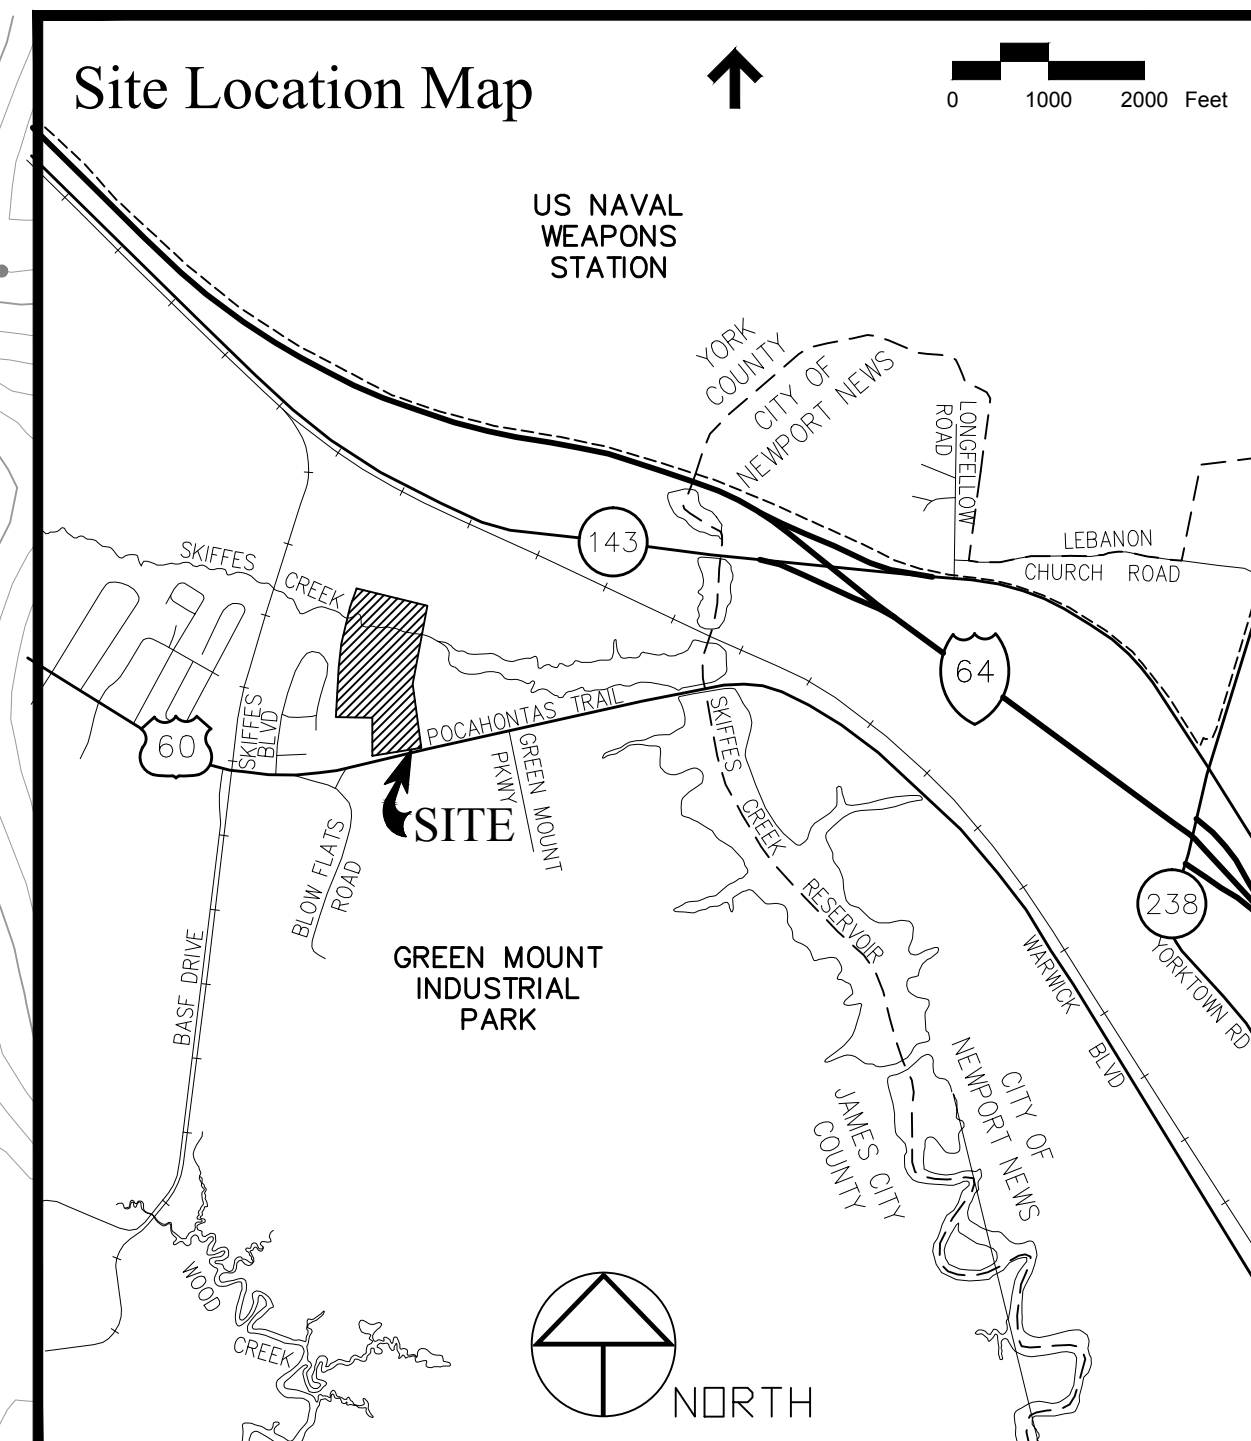 Site Location Map
0 1000 2000 Feet
US NAVAL
WEAPONS
STATION
YORK
COUNTY
CITY OF
NEWPORT NEWS
LONGFELLOW
ROAD
143
LEBANON
CHURCH ROAD
SKIFFES
CREEK
64
60
SKIFFES
BLVD
POCAHONTAS TRAIL
GREEN MOUNT
PKWY
SITE
SKIFFES
CREEK
RESERVOIR
BLOW FLATS
ROAD
238
YORKTOWN RD
WARWICK
BLVD
BASF DRIVE
GREEN MOUNT
INDUSTRIAL
PARK
JAMES CITY
COUNTY
CITY OF
NEWPORT NEWS
WOOD
CREEK
NORTH